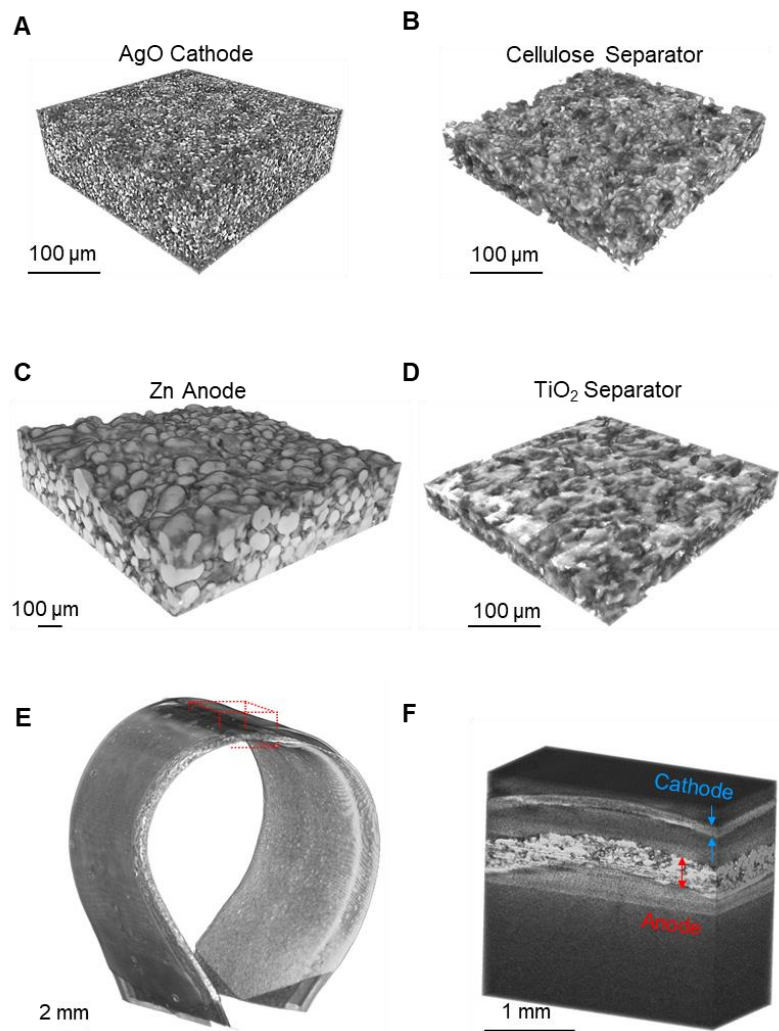 A
AgO Cathode
100 µm
B
Cellulose Separator
100 µm
C
Zn Anode
100 µm
D
TiO₂ Separator
100 µm
E
2 mm
F
Cathode
Anode
1 mm